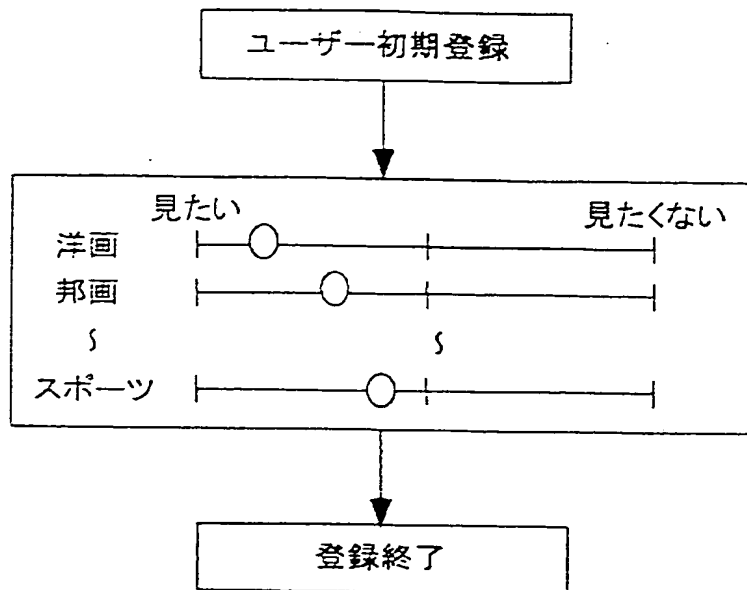 ユーザー初期登録
見たい 見たくない
洋画
邦画
∫ ∫
スポーツ
登録終了